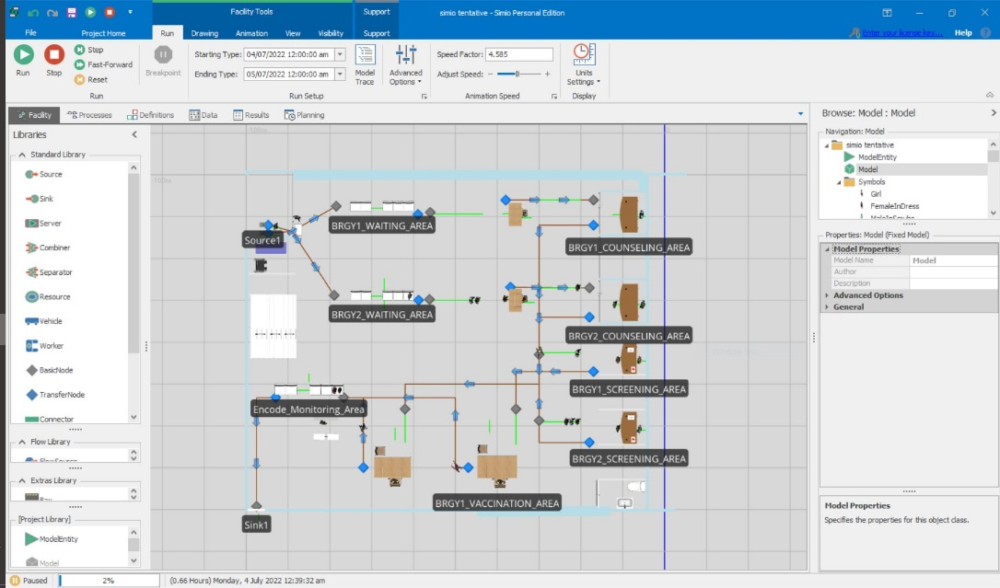 Facility Tools
Support
simio tentative - Simio Personal Edition
File
Project Home
Run
Drawing
Animation
View
Visibility
Support
Enter your license key...
Help
Run
Stop
Step
Fast-Forward
Reset
Run
Breakpoint
Starting Type: 04/07/2022 12:00:00 am
Ending Type: 05/07/2022 12:00:00 am
Run Setup
Model Trace
Advanced Options
Speed Factor: 4.585
Adjust Speed:
Animation Speed
Units Settings
Display
Facility
Processes
Definitions
Data
Results
Planning
Libraries
Standard Library
Source
Sink
Server
Combiner
Separator
Resource
Vehicle
Worker
BasicNode
TransferNode
Connector
Flow Library
FlowSource
Extras Library
Bay
[Project Library]
ModelEntity
Model
Source1
BRGY1_WAITING_AREA
BRGY1_COUNSELING_AREA
BRGY2_WAITING_AREA
BRGY2_COUNSELING_AREA
BRGY1_SCREENING_AREA
Encode_Monitoring_Area
BRGY2_SCREENING_AREA
BRGY1_VACCINATION_AREA
Sink1
Browse: Model : Model
Navigation: Model
simio tentative
ModelEntity
Model
Symbols
Girl
FemaleInDress
MaleInScrubs
Properties: Model (Fixed Model)
Model Properties
Model Name Model
Author
Description
Advanced Options
General
Model Properties
Specifies the properties for this object class.
Paused
2%
(0.66 Hours) Monday, 4 July 2022 12:39:32 am